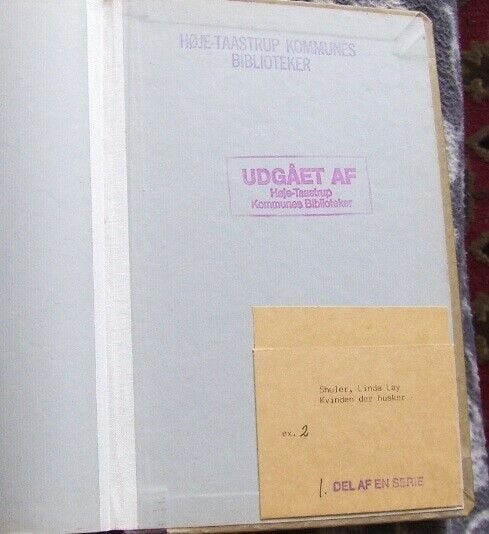 HØJE-TAASTRUP KOMMUNES
BIBLIOTEKER
UDGÅET AF
Høje-Taastrup
Kommunes Biblioteker
Shuler, Linda Lay
Kvinden der husker
ex. 2
1. DEL AF EN SERIE